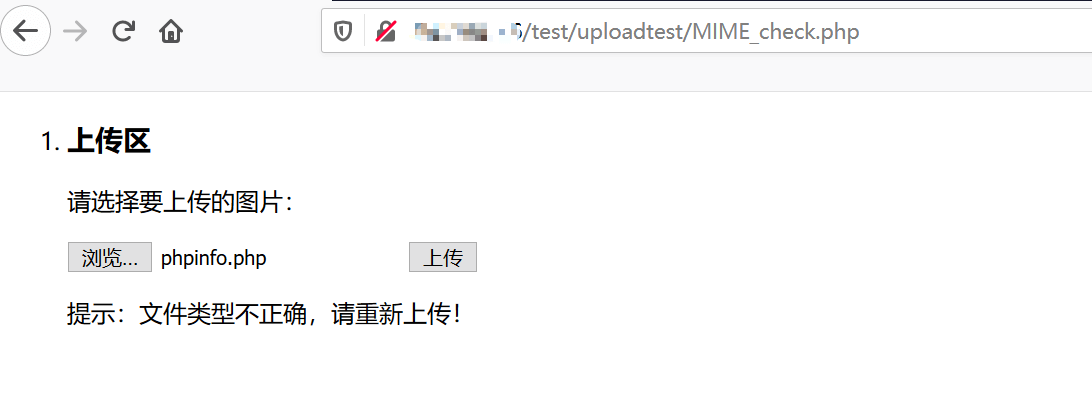 /test/uploadtest/MIME_check.php
1. 上传区
请选择要上传的图片：
浏览... phpinfo.php 上传
提示：文件类型不正确，请重新上传！